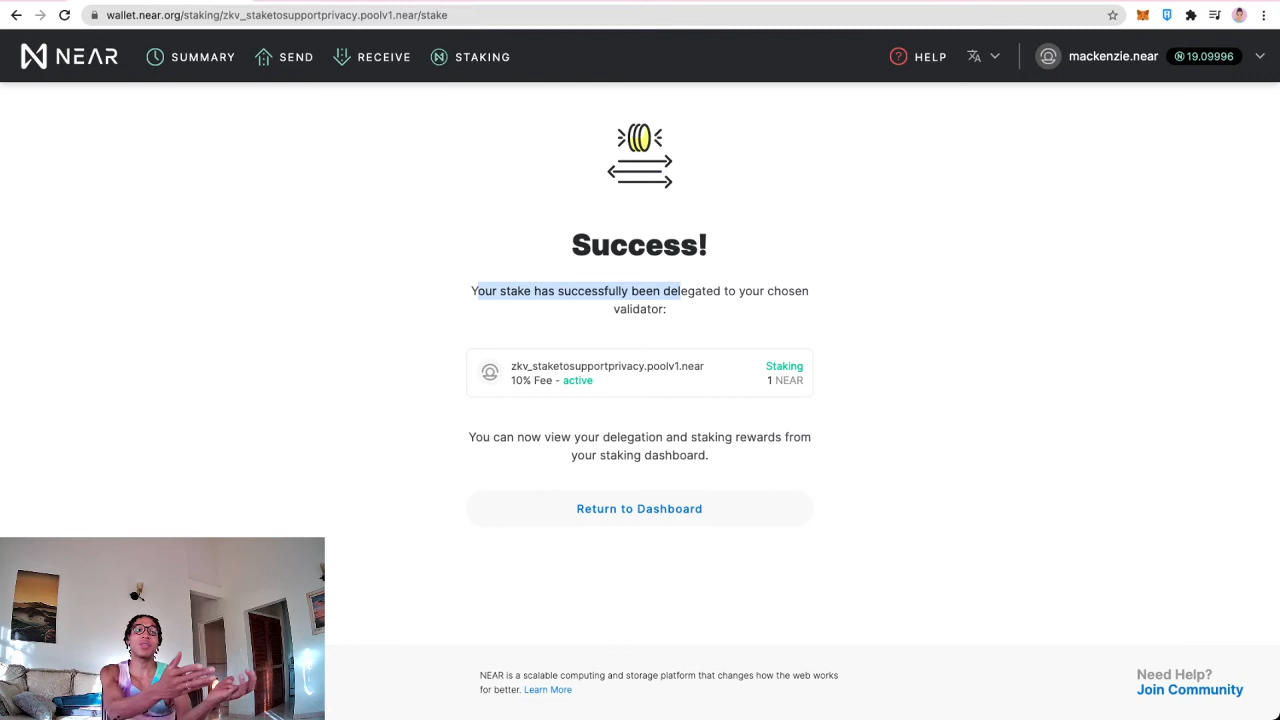 wallet.near.org/staking/zkv_staketosupportprivacy.poolv1.near/stake
NEAR SUMMARY SEND RECEIVE STAKING HELP mackenzie.near 19.09996
Success!
Your stake has successfully been delegated to your chosen
validator:
zkv_staketosupportprivacy.poolv1.near Staking
10% Fee - active 1 NEAR
You can now view your delegation and staking rewards from
your staking dashboard.
Return to Dashboard
NEAR is a scalable computing and storage platform that changes how the web works
for better. Learn More
Need Help?
Join Community